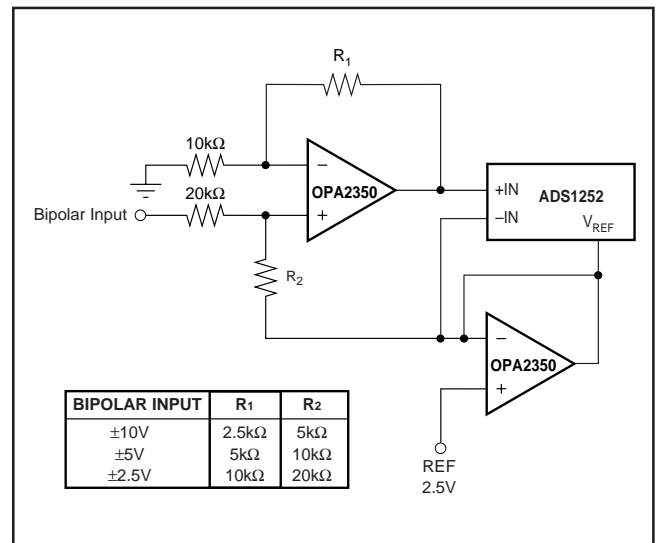 R1
10kΩ
−
OPA2350
+
20kΩ
Bipolar Input
R2
+IN
ADS1252
−IN
VREF
−
OPA2350
+
REF
2.5V
BIPOLAR INPUT R1 R2
±10V 2.5kΩ 5kΩ
±5V 5kΩ 10kΩ
±2.5V 10kΩ 20kΩ